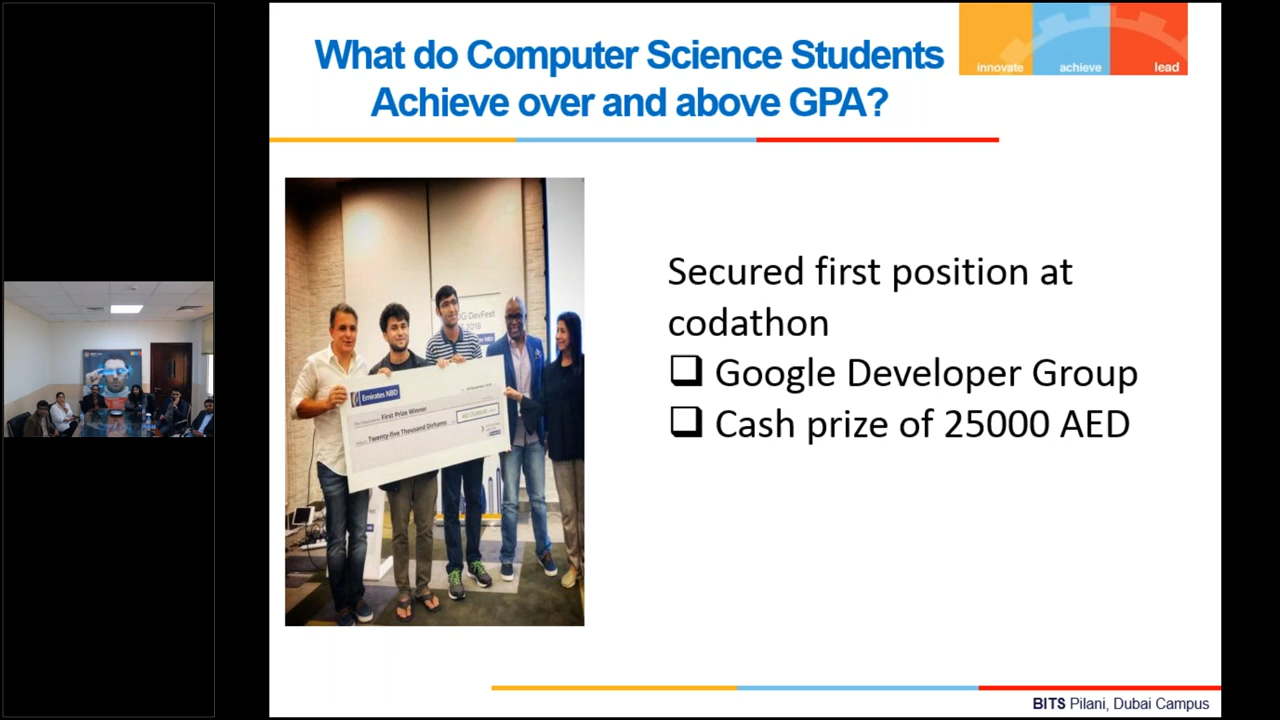 What do Computer Science Students
Achieve over and above GPA?
innovate
achieve
lead
Secured first position at
codathon
❑ Google Developer Group
❑ Cash prize of 25000 AED
G DevFest
2018
Emirates NBD
First Prize Winner
Twenty-five Thousand Dirhams
BITS Pilani, Dubai Campus